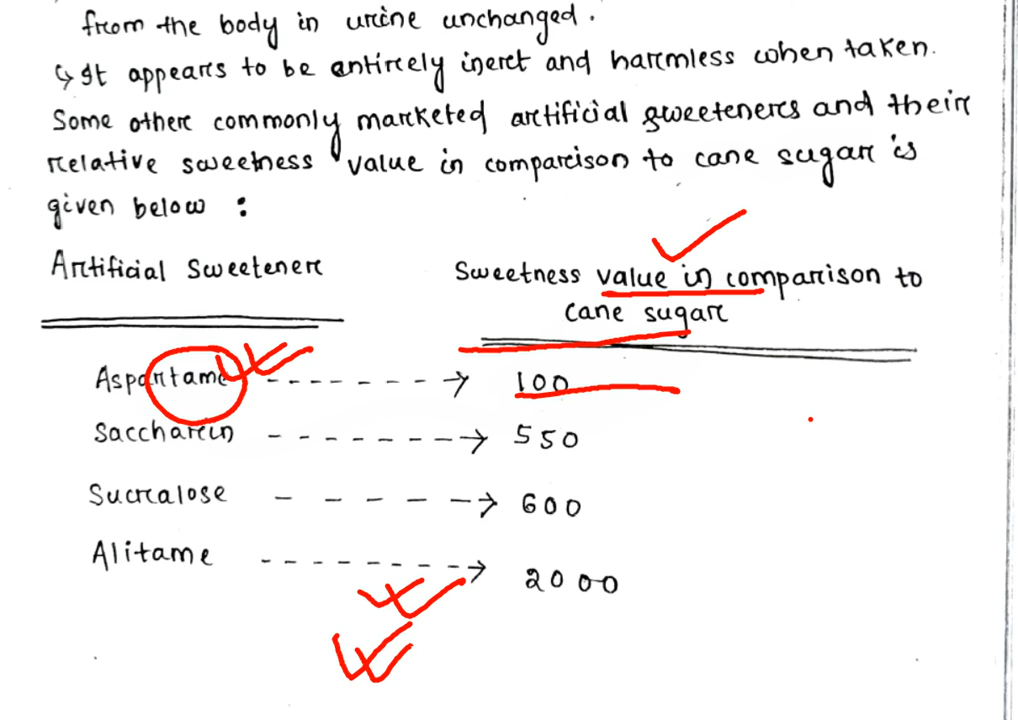 from the body in urine unchanged.
↳ It appears to be entirely inert and harmless when taken.
Some other commonly marketed artificial sweeteners and their
relative sweetness value in comparison to cane sugar is
given below :
Artificial Sweetener Sweetness value in comparison to
cane sugar
Aspartame -------→ 100
Saccharin -------→ 550
Sucralose - - - - -→ 600
Alitame --------→ 2000